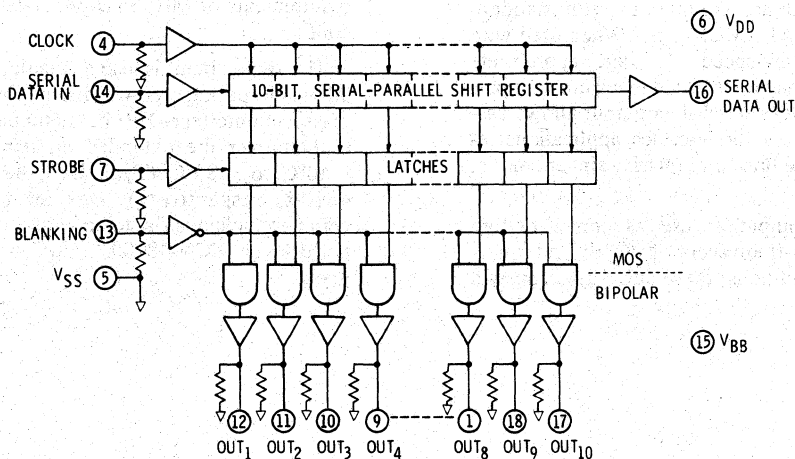 6 VDD
CLOCK 4
SERIAL DATA IN 14
10-BIT, SERIAL-PARALLEL SHIFT REGISTER
16 SERIAL DATA OUT
STROBE 7
LATCHES
BLANKING 13
VSS 5
MOS
BIPOLAR
15 VBB
12 11 10 9 1 18 17
OUT1 OUT2 OUT3 OUT4 OUT8 OUT9 OUT10